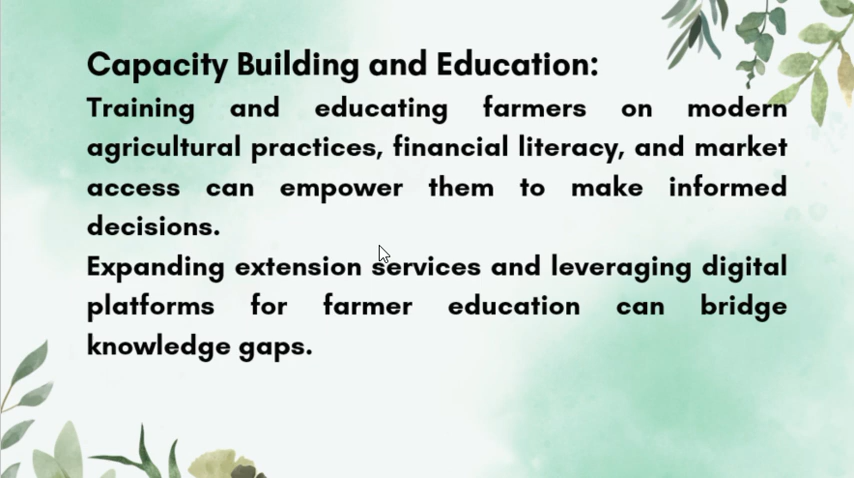 Capacity Building and Education:
Training and educating farmers on modern
agricultural practices, financial literacy, and market
access can empower them to make informed
decisions.
Expanding extension services and leveraging digital
platforms for farmer education can bridge
knowledge gaps.